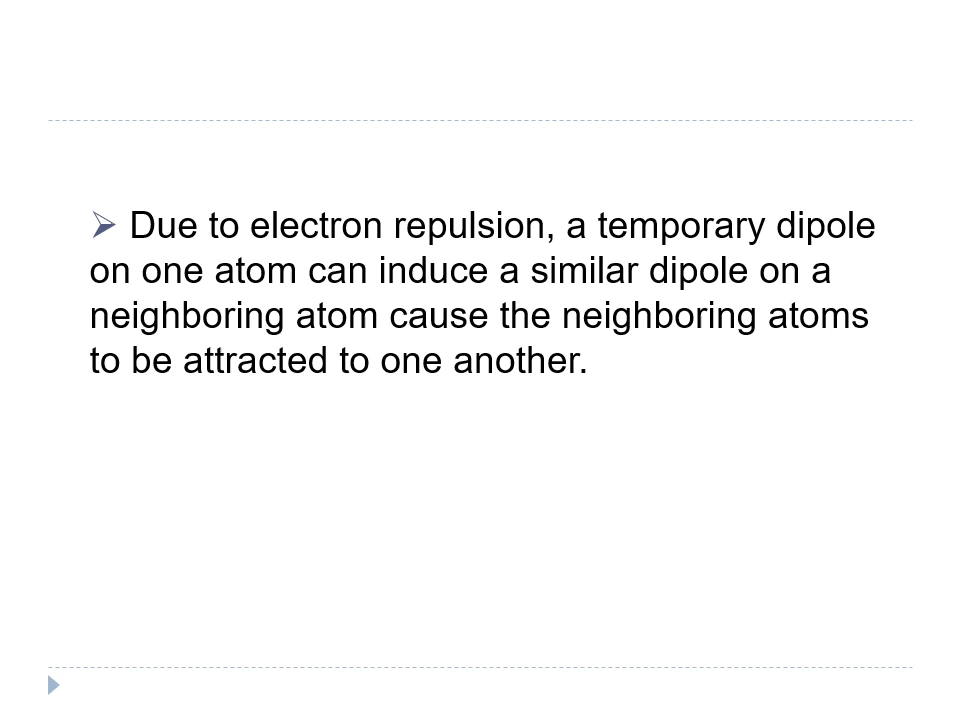 ➢ Due to electron repulsion, a temporary dipole
on one atom can induce a similar dipole on a
neighboring atom cause the neighboring atoms
to be attracted to one another.